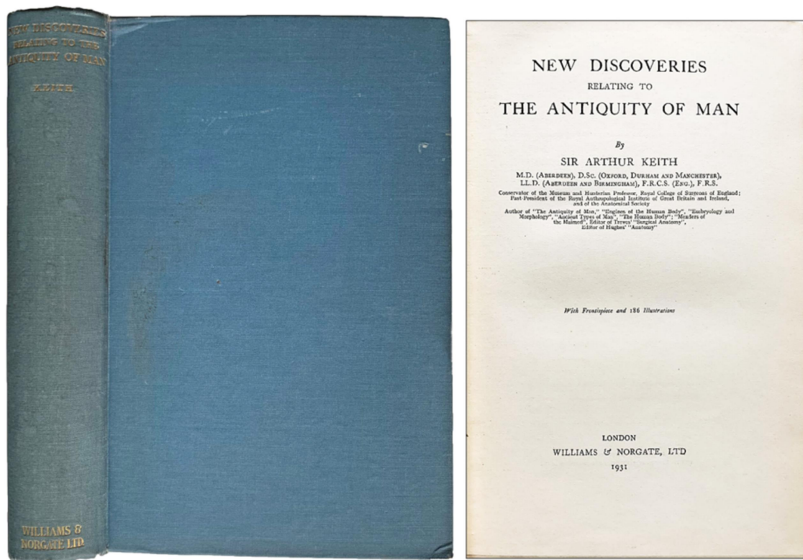 NEW DISCOVERIES
RELATING TO THE
ANTIQUITY OF MAN
KEITH
WILLIAMS &
NORGATE LTD
NEW DISCOVERIES
RELATING TO
THE ANTIQUITY OF MAN
By
SIR ARTHUR KEITH
M.D. (ABERDEEN), D.Sc. (OXFORD, DURHAM AND MANCHESTER),
LL.D. (ABERDEEN AND BIRMINGHAM), F.R.C.S. (ENG.), F.R.S.
Conservator of the Museum and Hunterian Professor, Royal College of Surgeons of England;
Past President of the Royal Anthropological Institute of Great Britain and Ireland,
and of the Anatomical Society
Author of "The Antiquity of Man," "Engines of the Human Body", "Embryology and
Morphology", "Ancient Types of Man", "The Human Body"; "Menders of
the Maimed", Editor of Treves' "Surgical Anatomy",
Editor of Hughes' "Anatomy"
With Frontispiece and 186 Illustrations
LONDON
WILLIAMS & NORGATE, LTD
1931